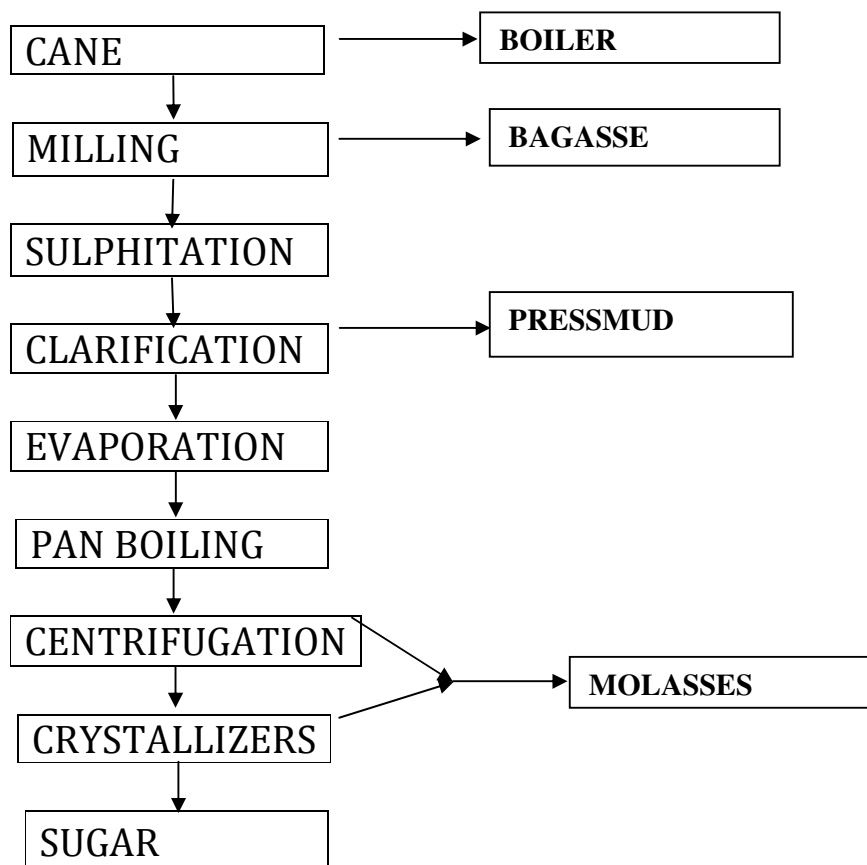 CANE
BOILER
MILLING
BAGASSE
SULPHITATION
CLARIFICATION
PRESSMUD
EVAPORATION
PAN BOILING
CENTRIFUGATION
MOLASSES
CRYSTALLIZERS
SUGAR